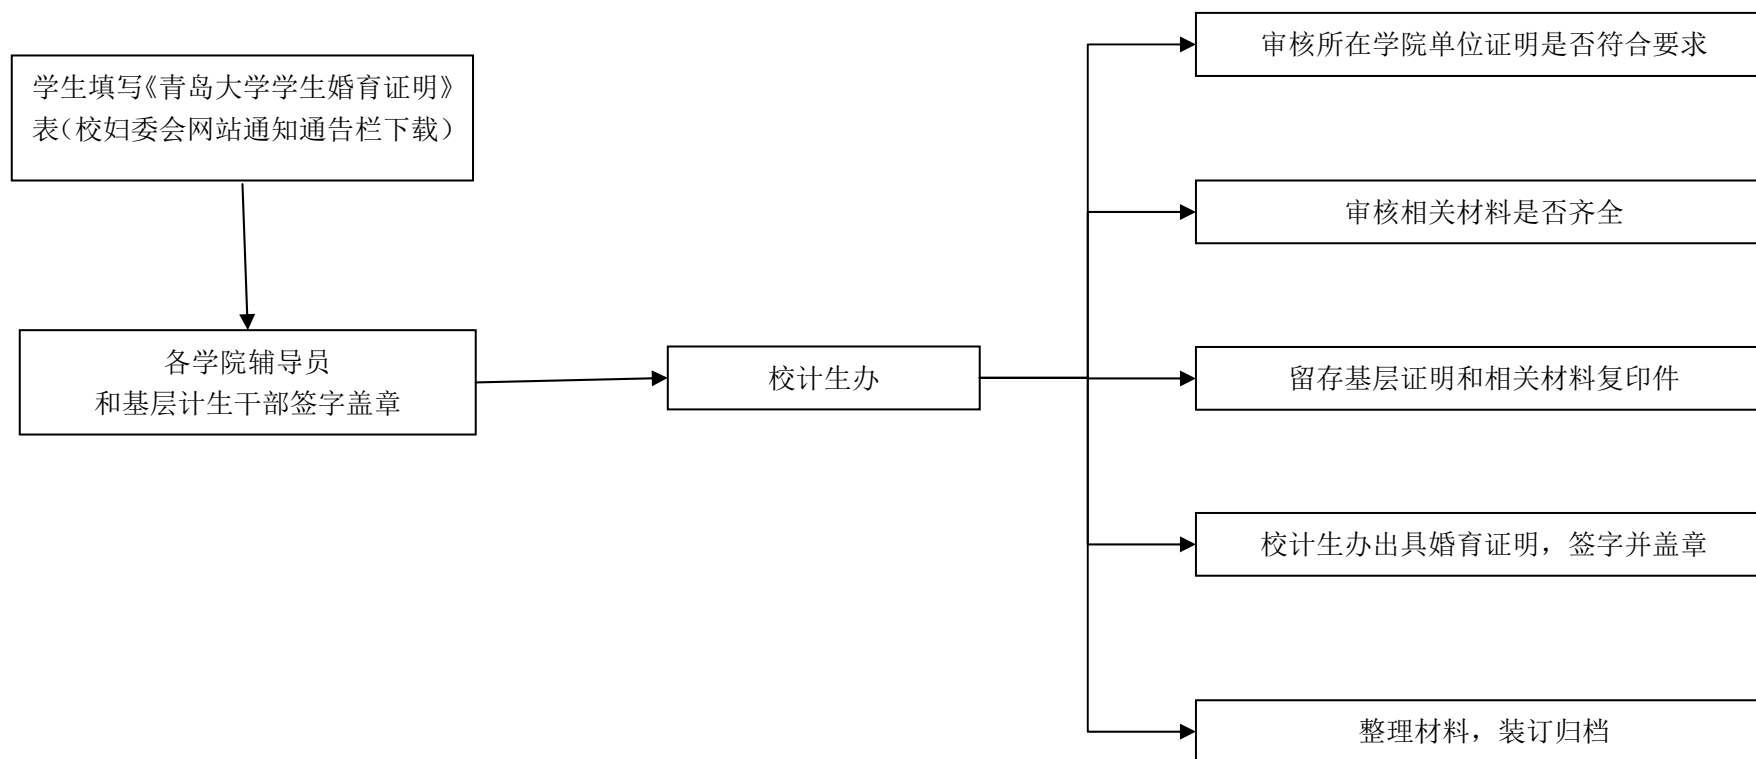 学生填写《青岛大学学生婚育证明》
表（校妇委会网站通知通告栏下载）
各学院辅导员
和基层计生干部签字盖章
校计生办
审核所在学院单位证明是否符合要求
审核相关材料是否齐全
留存基层证明和相关材料复印件
校计生办出具婚育证明，签字并盖章
整理材料，装订归档